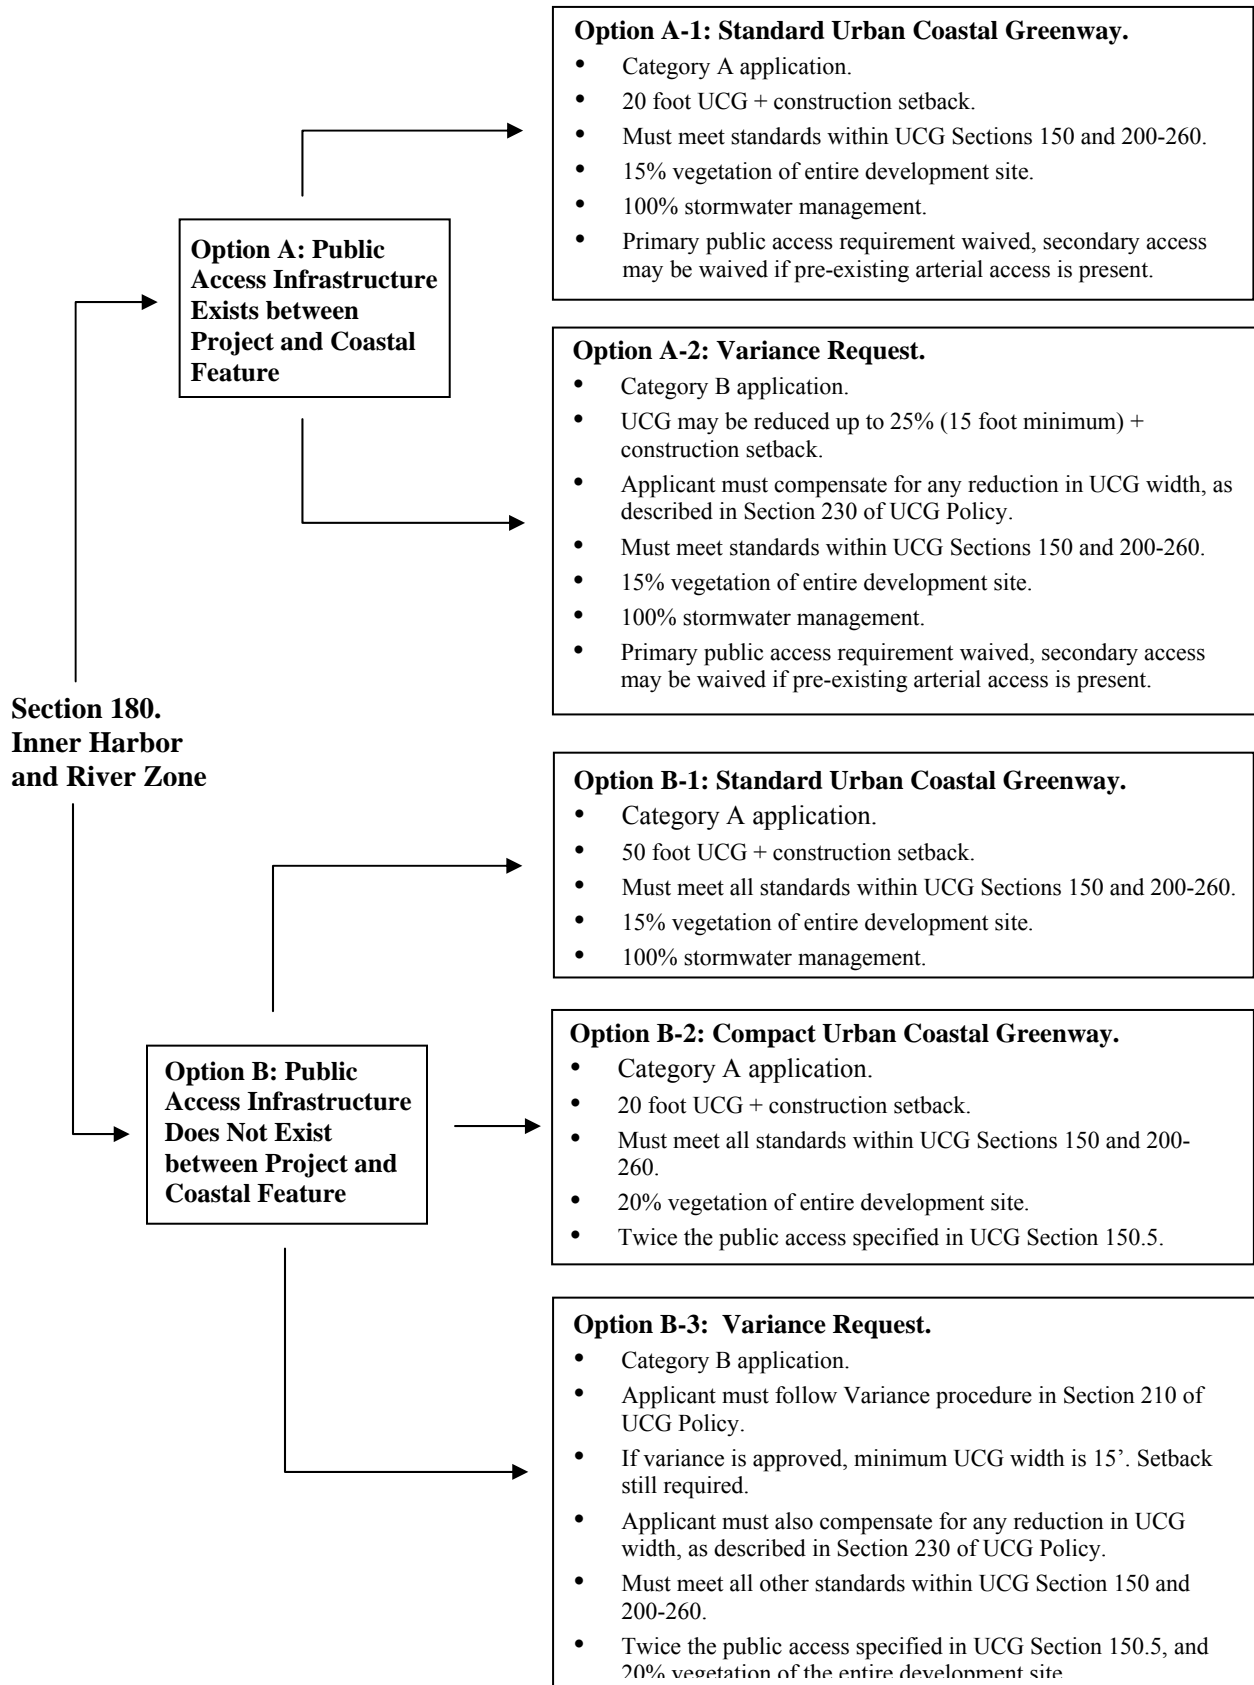 Section 180.
Inner Harbor
and River Zone
Option A: Public
Access Infrastructure
Exists between
Project and Coastal
Feature
Option A-1: Standard Urban Coastal Greenway.
• Category A application.
• 20 foot UCG + construction setback.
• Must meet standards within UCG Sections 150 and 200-260.
• 15% vegetation of entire development site.
• 100% stormwater management.
• Primary public access requirement waived, secondary access
may be waived if pre-existing arterial access is present.
Option A-2: Variance Request.
• Category B application.
• UCG may be reduced up to 25% (15 foot minimum) +
construction setback.
• Applicant must compensate for any reduction in UCG width, as
described in Section 230 of UCG Policy.
• Must meet standards within UCG Sections 150 and 200-260.
• 15% vegetation of entire development site.
• 100% stormwater management.
• Primary public access requirement waived, secondary access
may be waived if pre-existing arterial access is present.
Option B: Public
Access Infrastructure
Does Not Exist
between Project and
Coastal Feature
Option B-1: Standard Urban Coastal Greenway.
• Category A application.
• 50 foot UCG + construction setback.
• Must meet all standards within UCG Sections 150 and 200-260.
• 15% vegetation of entire development site.
• 100% stormwater management.
Option B-2: Compact Urban Coastal Greenway.
• Category A application.
• 20 foot UCG + construction setback.
• Must meet all standards within UCG Sections 150 and 200-
260.
• 20% vegetation of entire development site.
• Twice the public access specified in UCG Section 150.5.
Option B-3: Variance Request.
• Category B application.
• Applicant must follow Variance procedure in Section 210 of
UCG Policy.
• If variance is approved, minimum UCG width is 15’. Setback
still required.
• Applicant must also compensate for any reduction in UCG
width, as described in Section 230 of UCG Policy.
• Must meet all other standards within UCG Section 150 and
200-260.
• Twice the public access specified in UCG Section 150.5, and
20% vegetation of the entire development site